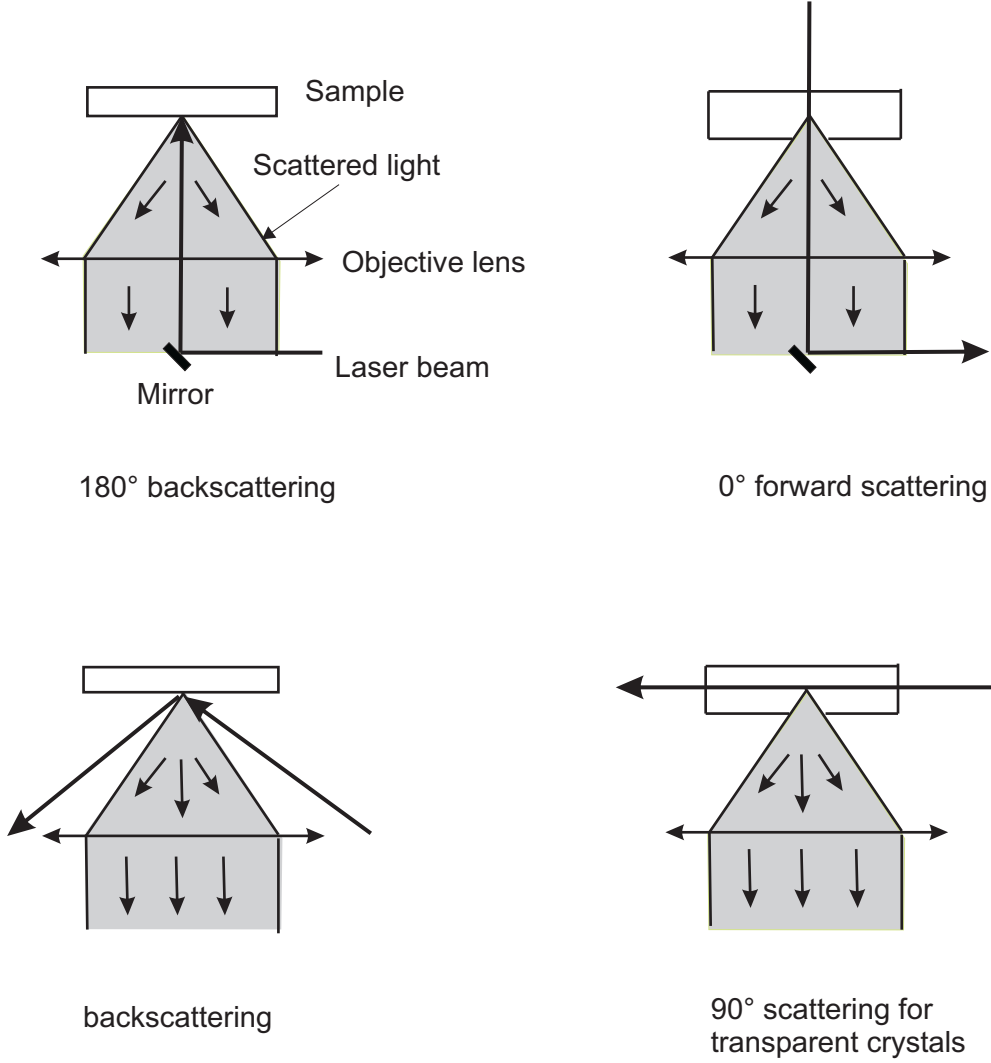 Sample
Scattered light
Objective lens
Laser beam
Mirror
180° backscattering
0° forward scattering
backscattering
90° scattering for
transparent crystals